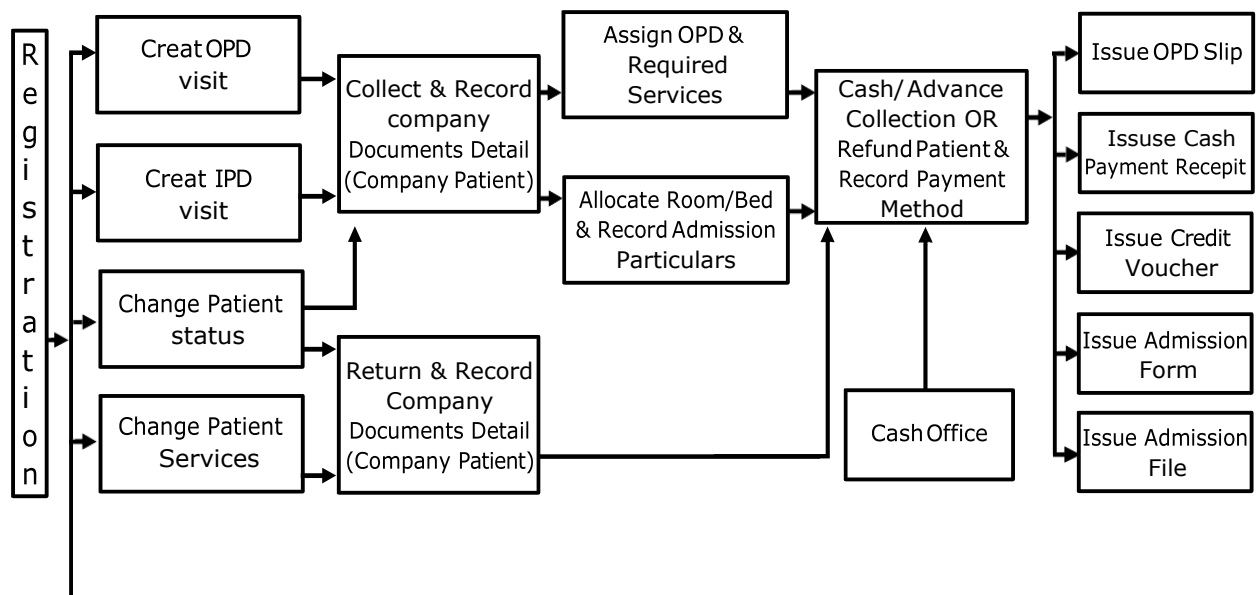 Registration
Creat OPD
visit
Creat IPD
visit
Change Patient
status
Change Patient
Services
Collect & Record
company
Documents Detail
(Company Patient)
Return & Record
Company
Documents Detail
(Company Patient)
Assign OPD &
Required
Services
Allocate Room/Bed
& Record Admission
Particulars
Cash/Advance
Collection OR
Refund Patient &
Record Payment
Method
Cash Office
Issue OPD Slip
Issuse Cash
Payment Recepit
Issue Credit
Voucher
Issue Admission
Form
Issue Admission
File